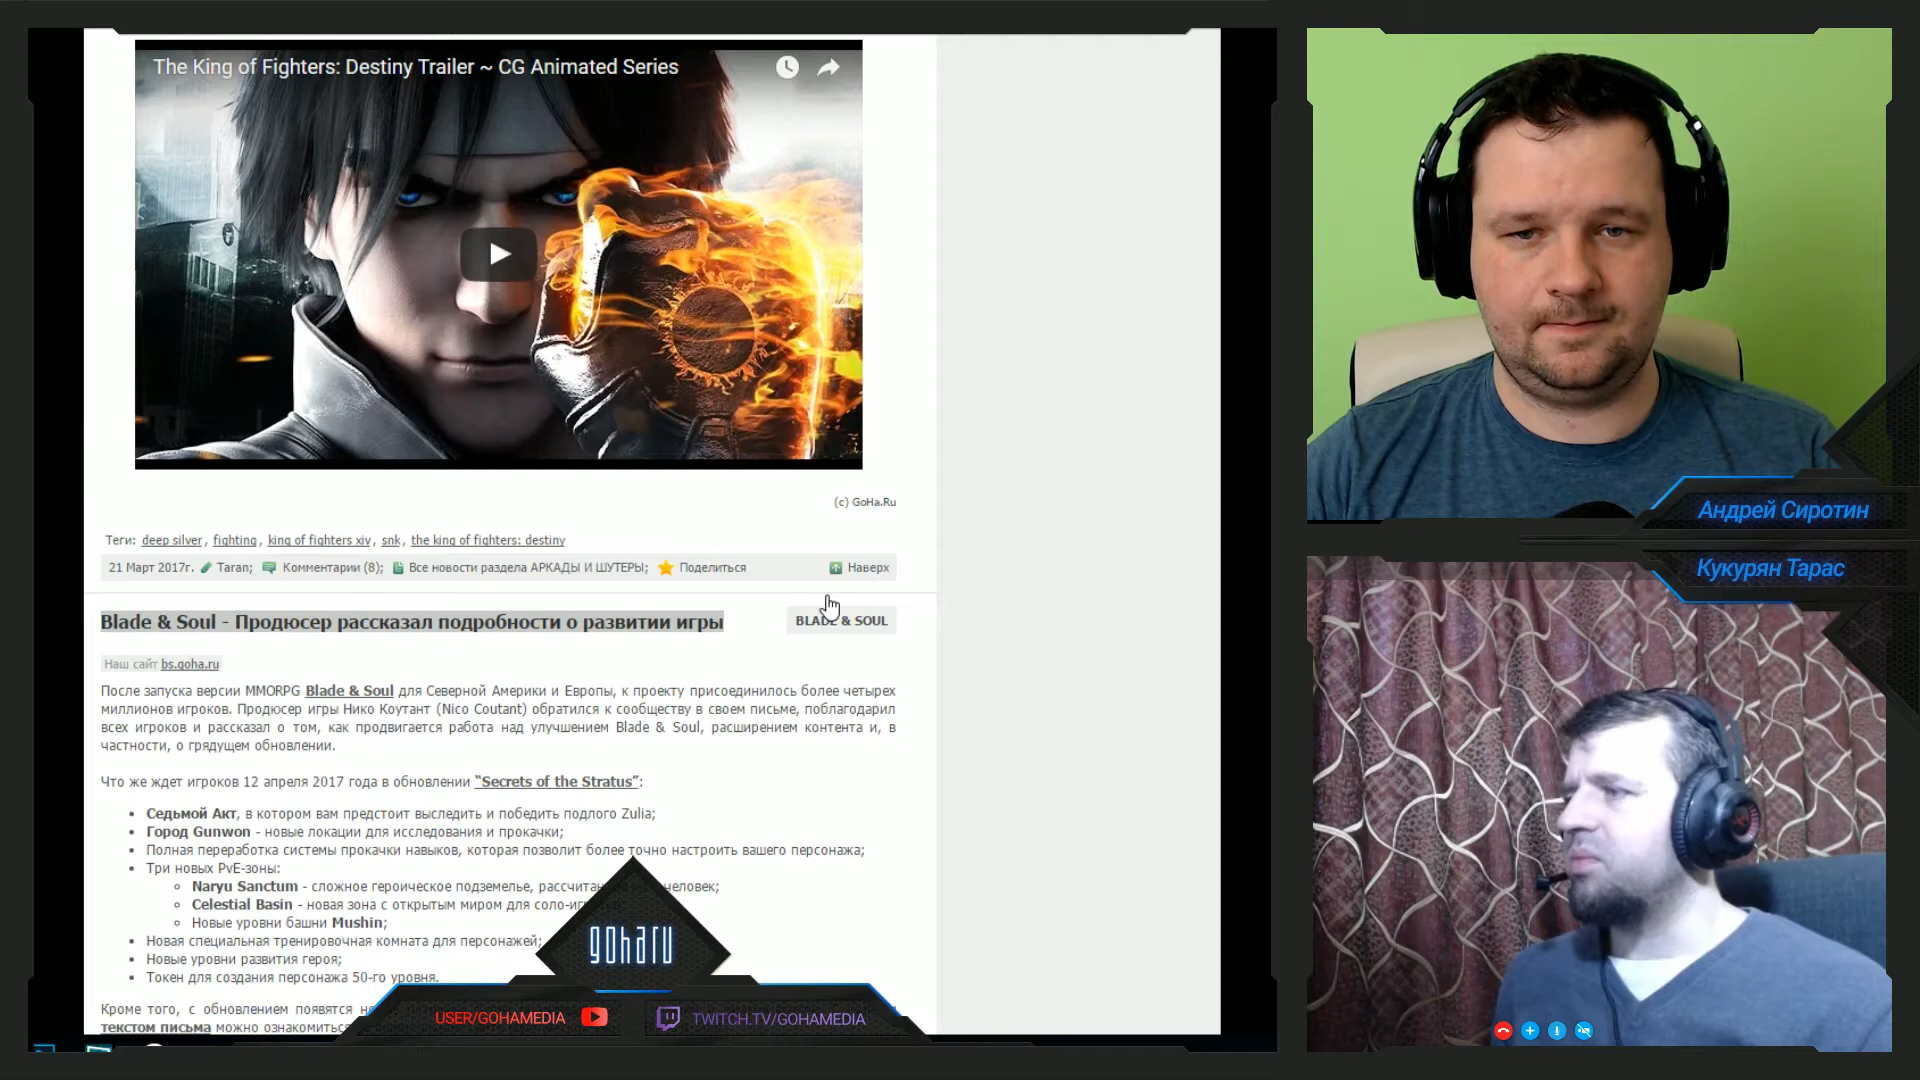 The King of Fighters: Destiny Trailer ~ CG Animated Series
(c) GoHa.Ru
Теги: deep silver, fighting, king of fighters xiv, snk, the king of fighters: destiny
21 Март 2017г. Taran; Комментарии (8); Все новости раздела АРКАДЫ И ШУТЕРЫ; Поделиться Наверх
Blade & Soul - Продюсер рассказал подробности о развитии игры
BLADE & SOUL
Наш сайт bs.goha.ru
После запуска версии MMORPG Blade & Soul для Северной Америки и Европы, к проекту присоединилось более четырех
миллионов игроков. Продюсер игры Нико Коутант (Nico Coutant) обратился к сообществу в своем письме, поблагодарил
всех игроков и рассказал о том, как продвигается работа над улучшением Blade & Soul, расширением контента и, в
частности, о грядущем обновлении.
Что же ждет игроков 12 апреля 2017 года в обновлении “Secrets of the Stratus”:
Седьмой Акт, в котором вам предстоит выследить и победить подлого Zulia;
Город Gunwon - новые локации для исследования и прокачки;
Полная переработка системы прокачки навыков, которая позволит более точно настроить вашего персонажа;
Три новых PvE-зоны:
Naryu Sanctum - сложное героическое подземелье, человек;
Celestial Basin - новая зона с открытым миром для
Новые уровни башни Mushin;
Новая специальная тренировочная комната для персонажей;
Новые уровни развития героя;
Токен для создания персонажа 50-го уровня.
Кроме того, с обновлением появятся
текстом письма можно ознакомиться
goharu
USER/GOHAMEDIA
TWITCH.TV/GOHAMEDIA
Андрей Сиротин
Кукурян Тарас